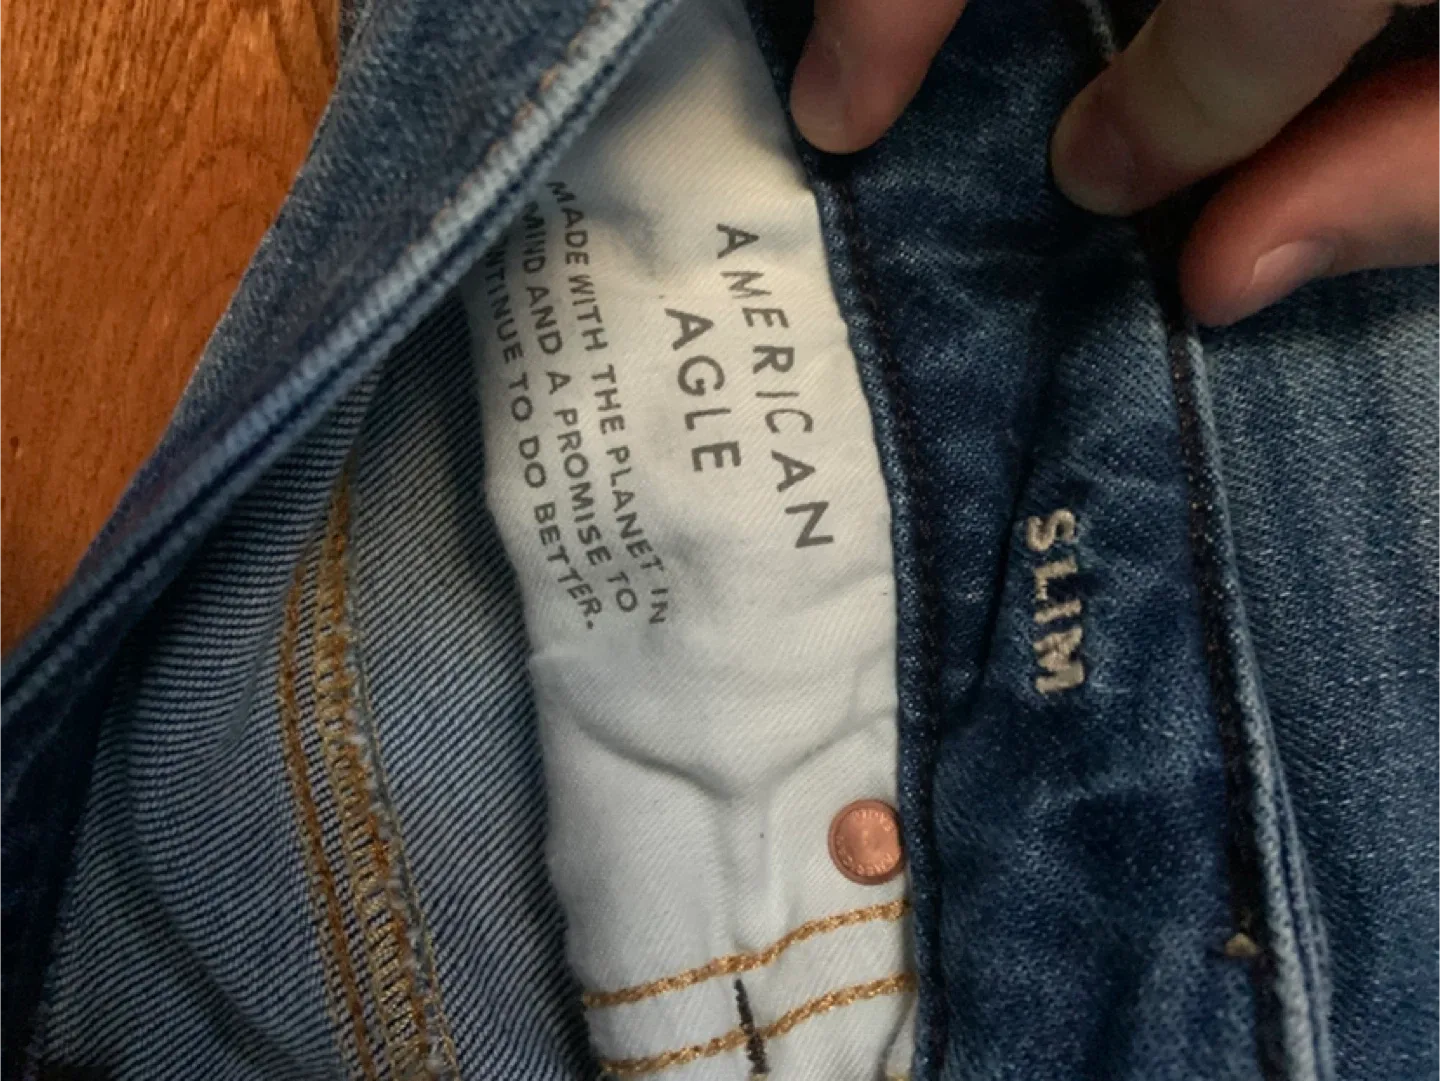 AMERICAN
AGLE
MADE WITH THE PLANET IN
MIND AND A PROMISE TO
NTINUE TO DO BETTER.
SLIM